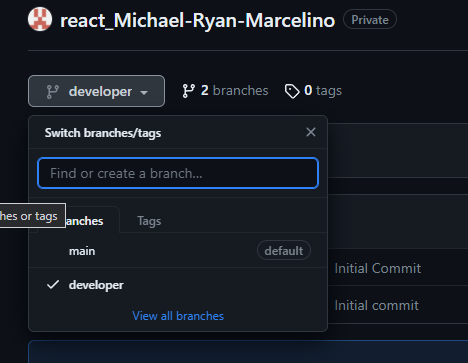 react_Michael-Ryan-Marcelino Private
developer 2 branches 0 tags
Switch branches/tags
Find or create a branch...
hes or tags
Tags
main default
Initial Commit
developer
Initial commit
View all branches